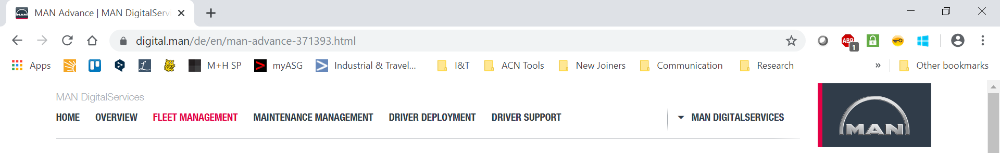 MAN Advance | MAN DigitalServi
digital.man/de/en/man-advance-371393.html
ABP
1
Apps
M+H SP
myASG
Industrial & Travel...
I&T
ACN Tools
New Joiners
Communication
Research
»
Other bookmarks
MAN DigitalServices
HOME
OVERVIEW
FLEET MANAGEMENT
MAINTENANCE MANAGEMENT
DRIVER DEPLOYMENT
DRIVER SUPPORT
MAN DIGITALSERVICES
MAN